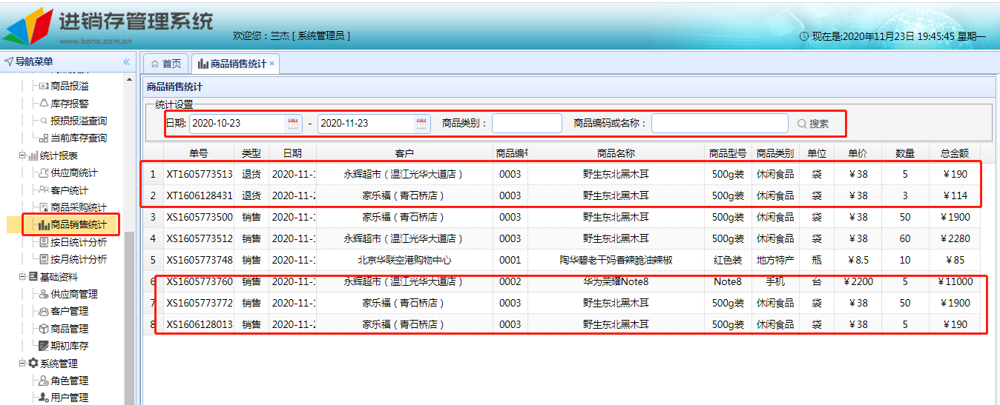 进销存管理系统
www.bonc.com.cn
欢迎您：兰杰 [ 系统管理员 ]
现在是:2020年11月23日 19:45:45 星期一
导航菜单
商品报溢
库存报警
报损报溢查询
当前库存查询
统计报表
供应商统计
客户统计
商品采购统计
商品销售统计
按日统计分析
按月统计分析
基础资料
供应商管理
客户管理
商品管理
期初库存
系统管理
角色管理
用户管理
首页
商品销售统计
商品销售统计
统计设置
日期: 2020-10-23 - 2020-11-23 商品类别： 商品编码或名称： 搜索
单号 类型 日期 客户 商品编号 商品名称 商品型号 商品类别 单位 单价 数量 总金额
1 XT1605773513 退货 2020-11-1 永辉超市（温江光华大道店） 0003 野生东北黑木耳 500g装 休闲食品 袋 ￥38 5 ￥190
2 XT1606128431 退货 2020-11-2 家乐福（青石桥店） 0003 野生东北黑木耳 500g装 休闲食品 袋 ￥38 3 ￥114
3 XS1605773500 销售 2020-11-1 家乐福（青石桥店） 0003 野生东北黑木耳 500g装 休闲食品 袋 ￥38 50 ￥1900
4 XS1605773512 销售 2020-11-1 永辉超市（温江光华大道店） 0003 野生东北黑木耳 500g装 休闲食品 袋 ￥38 60 ￥2280
5 XS1605773748 销售 2020-11-1 北京华联空港购物中心 0001 陶华碧老干妈香辣脆油辣椒 红色装 地方特产 瓶 ￥8.5 10 ￥85
6 XS1605773760 销售 2020-11-1 永辉超市（温江光华大道店） 0002 华为荣耀Note8 Note8 手机 台 ￥2200 5 ￥11000
7 XS1605773772 销售 2020-11-1 家乐福（青石桥店） 0003 野生东北黑木耳 500g装 休闲食品 袋 ￥38 50 ￥1900
8 XS1606128013 销售 2020-11-2 家乐福（青石桥店） 0003 野生东北黑木耳 500g装 休闲食品 袋 ￥38 5 ￥190